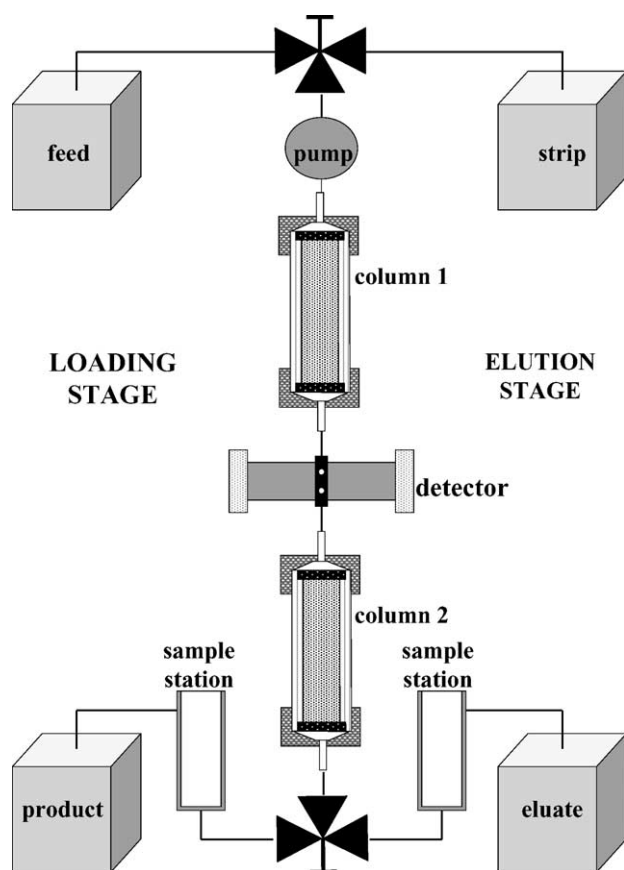 feed
pump
strip
column 1
LOADING
STAGE
ELUTION
STAGE
detector
column 2
sample
station
sample
station
product
eluate